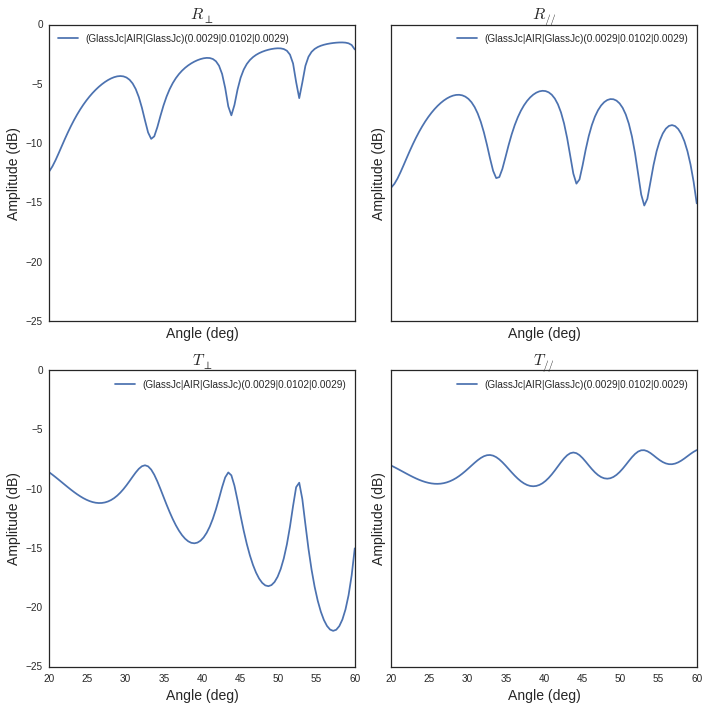 R⊥
R//
0
−5
−10
−15
−20
−25
Amplitude (dB)
(GlassJc|AIR|GlassJc)(0.0029|0.0102|0.0029)
Angle (deg)
Amplitude (dB)
(GlassJc|AIR|GlassJc)(0.0029|0.0102|0.0029)
Angle (deg)
T⊥
T//
0
−5
−10
−15
−20
−25
Amplitude (dB)
(GlassJc|AIR|GlassJc)(0.0029|0.0102|0.0029)
20 25 30 35 40 45 50 55 60
Angle (deg)
Amplitude (dB)
(GlassJc|AIR|GlassJc)(0.0029|0.0102|0.0029)
20 25 30 35 40 45 50 55 60
Angle (deg)